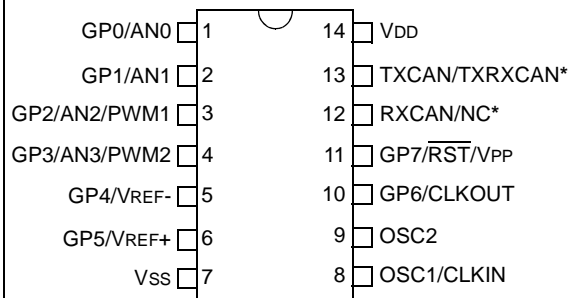 GP0/AN0 1 14 VDD
GP1/AN1 2 13 TXCAN/TXRXCAN*
GP2/AN2/PWM1 3 12 RXCAN/NC*
GP3/AN3/PWM2 4 11 GP7/RST/VPP
GP4/VREF- 5 10 GP6/CLKOUT
GP5/VREF+ 6 9 OSC2
VSS 7 8 OSC1/CLKIN